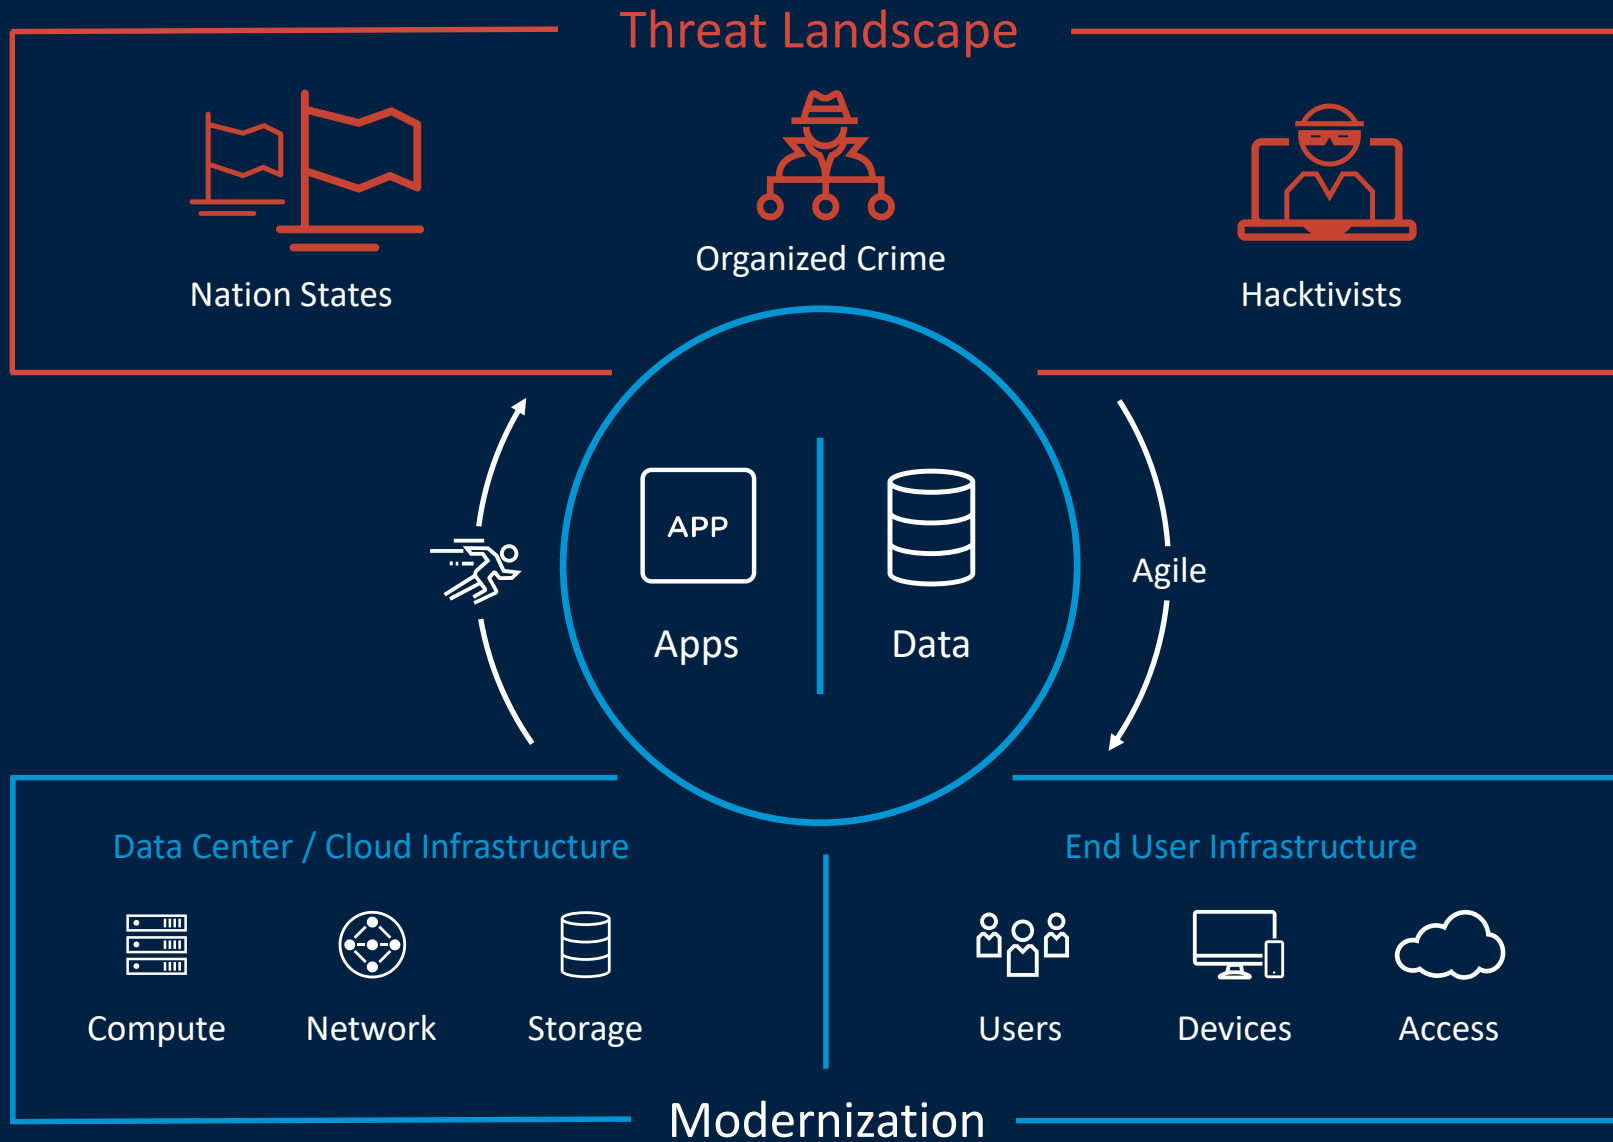 Threat Landscape
Nation States
Organized Crime
Hacktivists
APP
Apps
Data
Agile
Data Center / Cloud Infrastructure
End User Infrastructure
Compute
Network
Storage
Users
Devices
Access
Modernization